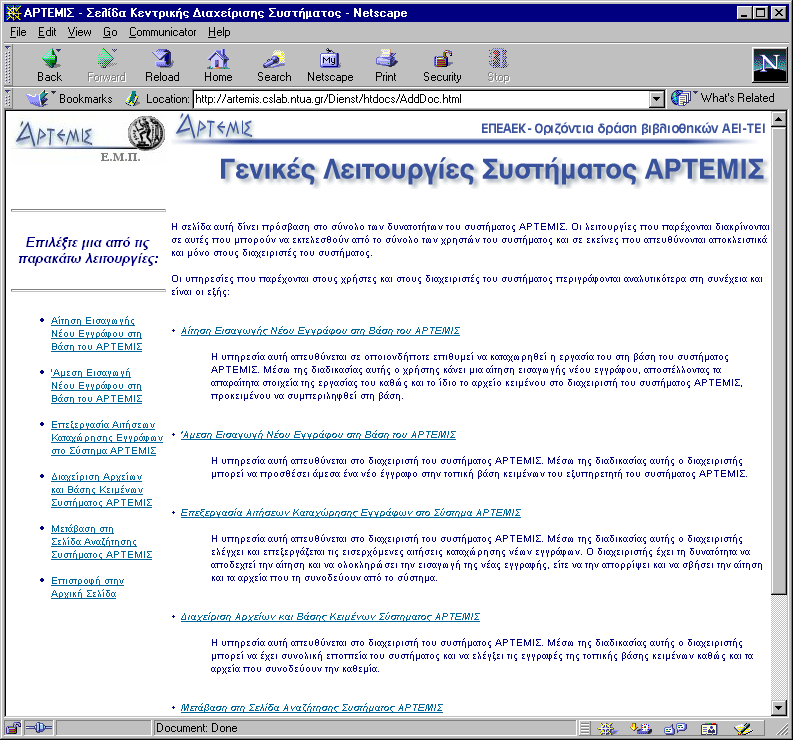 ΑΡΤΕΜΙΣ - Σελίδα Κεντρικής Διαχείρισης Συστήματος - Netscape
File Edit View Go Communicator Help
Back Forward Reload Home Search Netscape Print Security Stop
My
N
Bookmarks Location: http://artemis.cslab.ntua.gr/Dienst/htdocs/AddDoc.html What's Related
ΆΡΤΕΜΙΣ
Ε.Μ.Π.
Επιλέξτε μια από τις
παρακάτω λειτουργίες:
Αίτηση Εισαγωγής
Νέου Εγγράφου στη
Βάση του ΑΡΤΕΜΙΣ
'Αμεση Εισαγωγή
Νέου Εγγράφου στη
Βάση του ΑΡΤΕΜΙΣ
Επεξεργασία Αιτήσεων
Καταχώρησης Εγγράφων
στο Σύστημα ΑΡΤΕΜΙΣ
Διαχείριση Αρχείων
και Βάσης Κειμένων
Συστήματος ΑΡΤΕΜΙΣ
Μετάβαση στη
Σελίδα Αναζήτησης
Συστήματος ΑΡΤΕΜΙΣ
Επιστροφή στην
Αρχική Σελίδα
ΆΡΤΕΜΙΣ ΕΠΕΑΕΚ - Οριζόντια δράση βιβλιοθηκών ΑΕΙ-ΤΕΙ
Γενικές Λειτουργίες Συστήματος ΑΡΤΕΜΙΣ
Η σελίδα αυτή δίνει πρόσβαση στο σύνολο των δυνατοτήτων του συστήματος ΑΡΤΕΜΙΣ. Οι λειτουργίες που παρέχονται διακρίνονται
σε αυτές που μπορούν να εκτελεσθούν από το σύνολο των χρηστών του συστήματος και σε εκείνες που απευθύνονται αποκλειστικά
και μόνο στους διαχειριστές του συστήματος.
Οι υπηρεσίες που παρέχονται στους χρήστες και στους διαχειριστές του συστήματος περιγράφονται αναλυτικότερα στη συνέχεια και
είναι οι εξής:
Αίτηση Εισαγωγής Νέου Εγγράφου στη Βάση του ΑΡΤΕΜΙΣ
Η υπηρεσία αυτή απευθύνεται σε οποιονδήποτε επιθυμεί να καταχωρηθεί η εργασία του στη βάση του συστήματος
ΑΡΤΕΜΙΣ. Μέσω της διαδικασίας αυτής ο χρήστης κάνει μια αίτηση εισαγωγής νέου εγγράφου, αποστέλλοντας τα
απαραίτητα στοιχεία της εργασίας του καθώς και το ίδιο το αρχείο κειμένου στο διαχειριστή του συστήματος ΑΡΤΕΜΙΣ,
προκειμένου να συμπεριληφθεί στη βάση.
'Αμεση Εισαγωγή Νέου Εγγράφου στη Βάση του ΑΡΤΕΜΙΣ
Η υπηρεσία αυτή απευθύνεται στο διαχειριστή του συστήματος ΑΡΤΕΜΙΣ. Μέσω της διαδικασίας αυτής ο διαχειριστής
μπορεί να προσθέσει άμεσα ένα νέο έγγραφο στην τοπική βάση κειμένων του εξυπηρετητή του συστήματος ΑΡΤΕΜΙΣ.
Επεξεργασία Αιτήσεων Καταχώρησης Εγγράφων στο Σύστημα ΑΡΤΕΜΙΣ
Η υπηρεσία αυτή απευθύνεται στο διαχειριστή του συστήματος ΑΡΤΕΜΙΣ. Μέσω της διαδικασίας αυτής ο διαχειριστής
ελέγχει και επεξεργάζεται τις εισερχόμενες αιτήσεις καταχώρησης νέων εγγράφων. Ο διαχειριστής έχει τη δυνατότητα να
αποδεχτεί την αίτηση και να ολοκληρώσει την εισαγωγή της νέας εγγραφής, είτε να την απορρίψει και να σβήσει την αίτηση
και τα αρχεία που τη συνοδεύουν από το σύστημα.
Διαχείριση Αρχείων και Βάσης Κειμένων Σύστηματος ΑΡΤΕΜΙΣ
Η υπηρεσία αυτή απευθύνεται στο διαχειριστή του συστήματος ΑΡΤΕΜΙΣ. Μέσω της διαδικασίας αυτής ο διαχειριστής
μπορεί να έχει συνολική εποπτεία του συστήματος και να ελέγξει τις εγγραφές της τοπικής βάσης κειμένων καθώς και τα
αρχεία που συνοδεύουν την καθεμία.
Μετάβαση στη Σελίδα Αναζήτησης Συστήματος ΑΡΤΕΜΙΣ
Document: Done